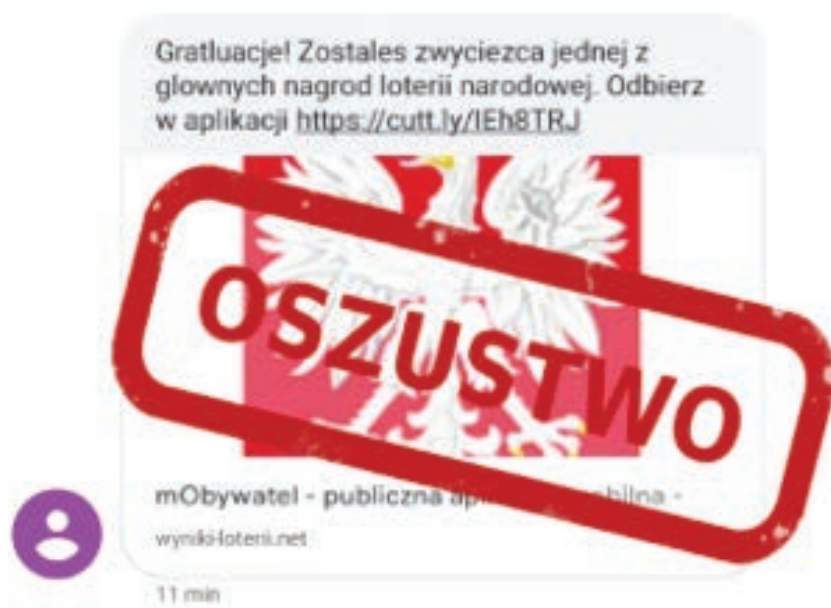 Gratluacje! Zostales zwyciezca jednej z
glownych nagrod loterii narodowej. Odbierz
w aplikacji https://cutt.ly/IEh8TRJ
OSZUSTWO
mObywatel - publiczna -
wyniki-loterii.net
11 min